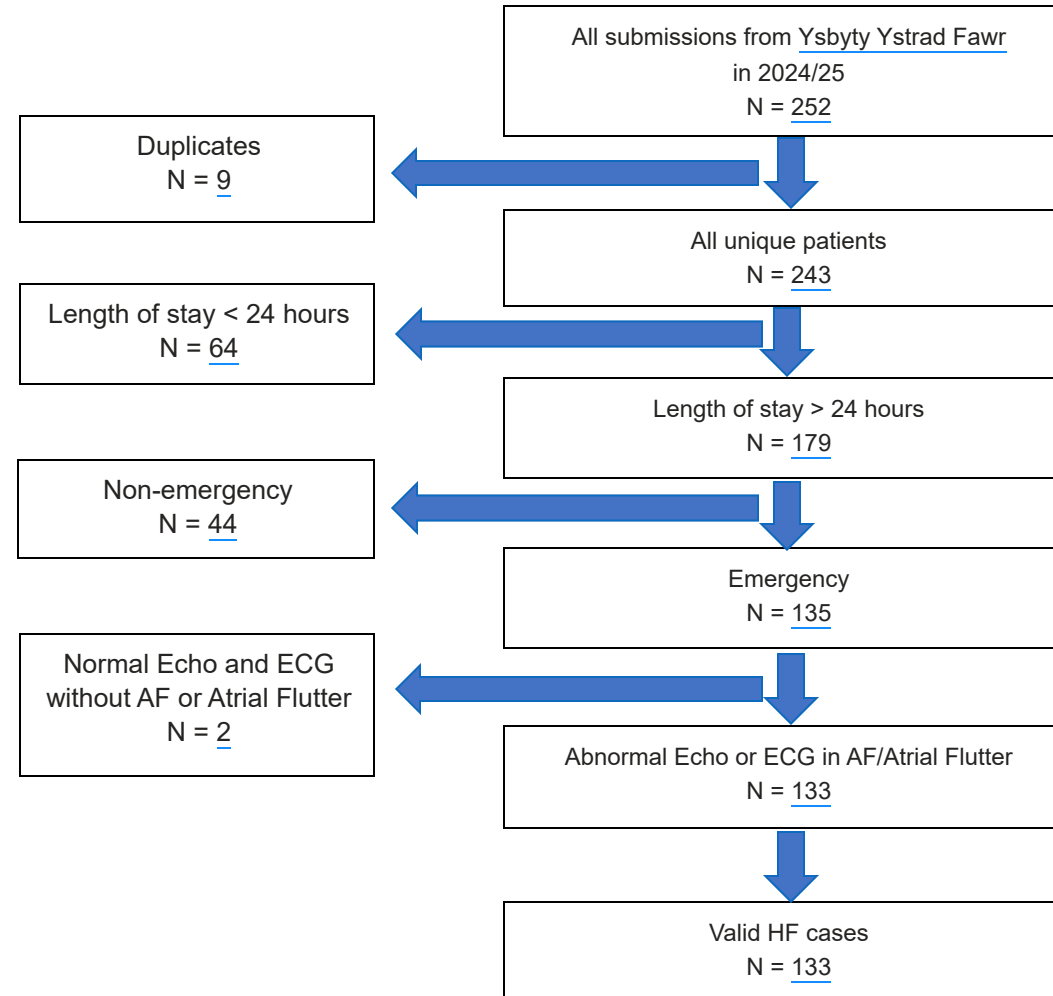 All submissions from Ysbyty Ystrad Fawr
in 2024/25
N = 252
Duplicates
N = 9
All unique patients
N = 243
Length of stay < 24 hours
N = 64
Length of stay > 24 hours
N = 179
Non-emergency
N = 44
Emergency
N = 135
Normal Echo and ECG
without AF or Atrial Flutter
N = 2
Abnormal Echo or ECG in AF/Atrial Flutter
N = 133
Valid HF cases
N = 133